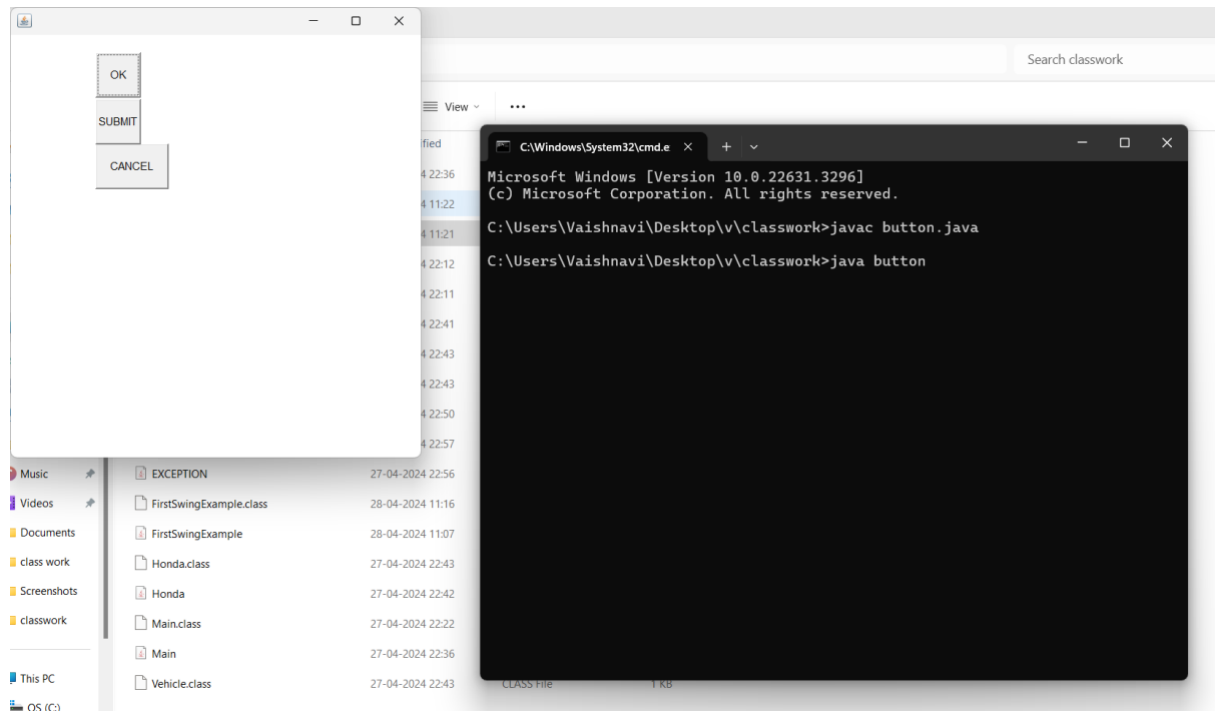 OK
SUBMIT
CANCEL
Search classwork
View
fied
4 22:36
4 11:22
4 11:21
4 22:12
4 22:11
4 22:41
4 22:43
4 22:43
4 22:50
4 22:57
C:\Windows\System32\cmd.e
Microsoft Windows [Version 10.0.22631.3296]
(c) Microsoft Corporation. All rights reserved.
C:\Users\Vaishnavi\Desktop\v\classwork>javac button.java
C:\Users\Vaishnavi\Desktop\v\classwork>java button
Music
Videos
Documents
class work
Screenshots
classwork
This PC
OS (C:)
EXCEPTION 27-04-2024 22:56
FirstSwingExample.class 28-04-2024 11:16
FirstSwingExample 28-04-2024 11:07
Honda.class 27-04-2024 22:43
Honda 27-04-2024 22:42
Main.class 27-04-2024 22:22
Main 27-04-2024 22:36
Vehicle.class 27-04-2024 22:43 CLASS File 1 KB